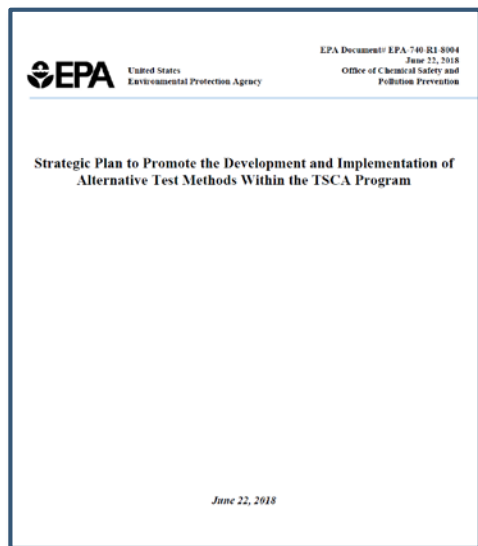 EPA Document# EPA-740-R1-8004
June 22, 2018
Office of Chemical Safety and
Pollution Prevention
EPA
United States
Environmental Protection Agency
Strategic Plan to Promote the Development and Implementation of
Alternative Test Methods Within the TSCA Program
June 22, 2018